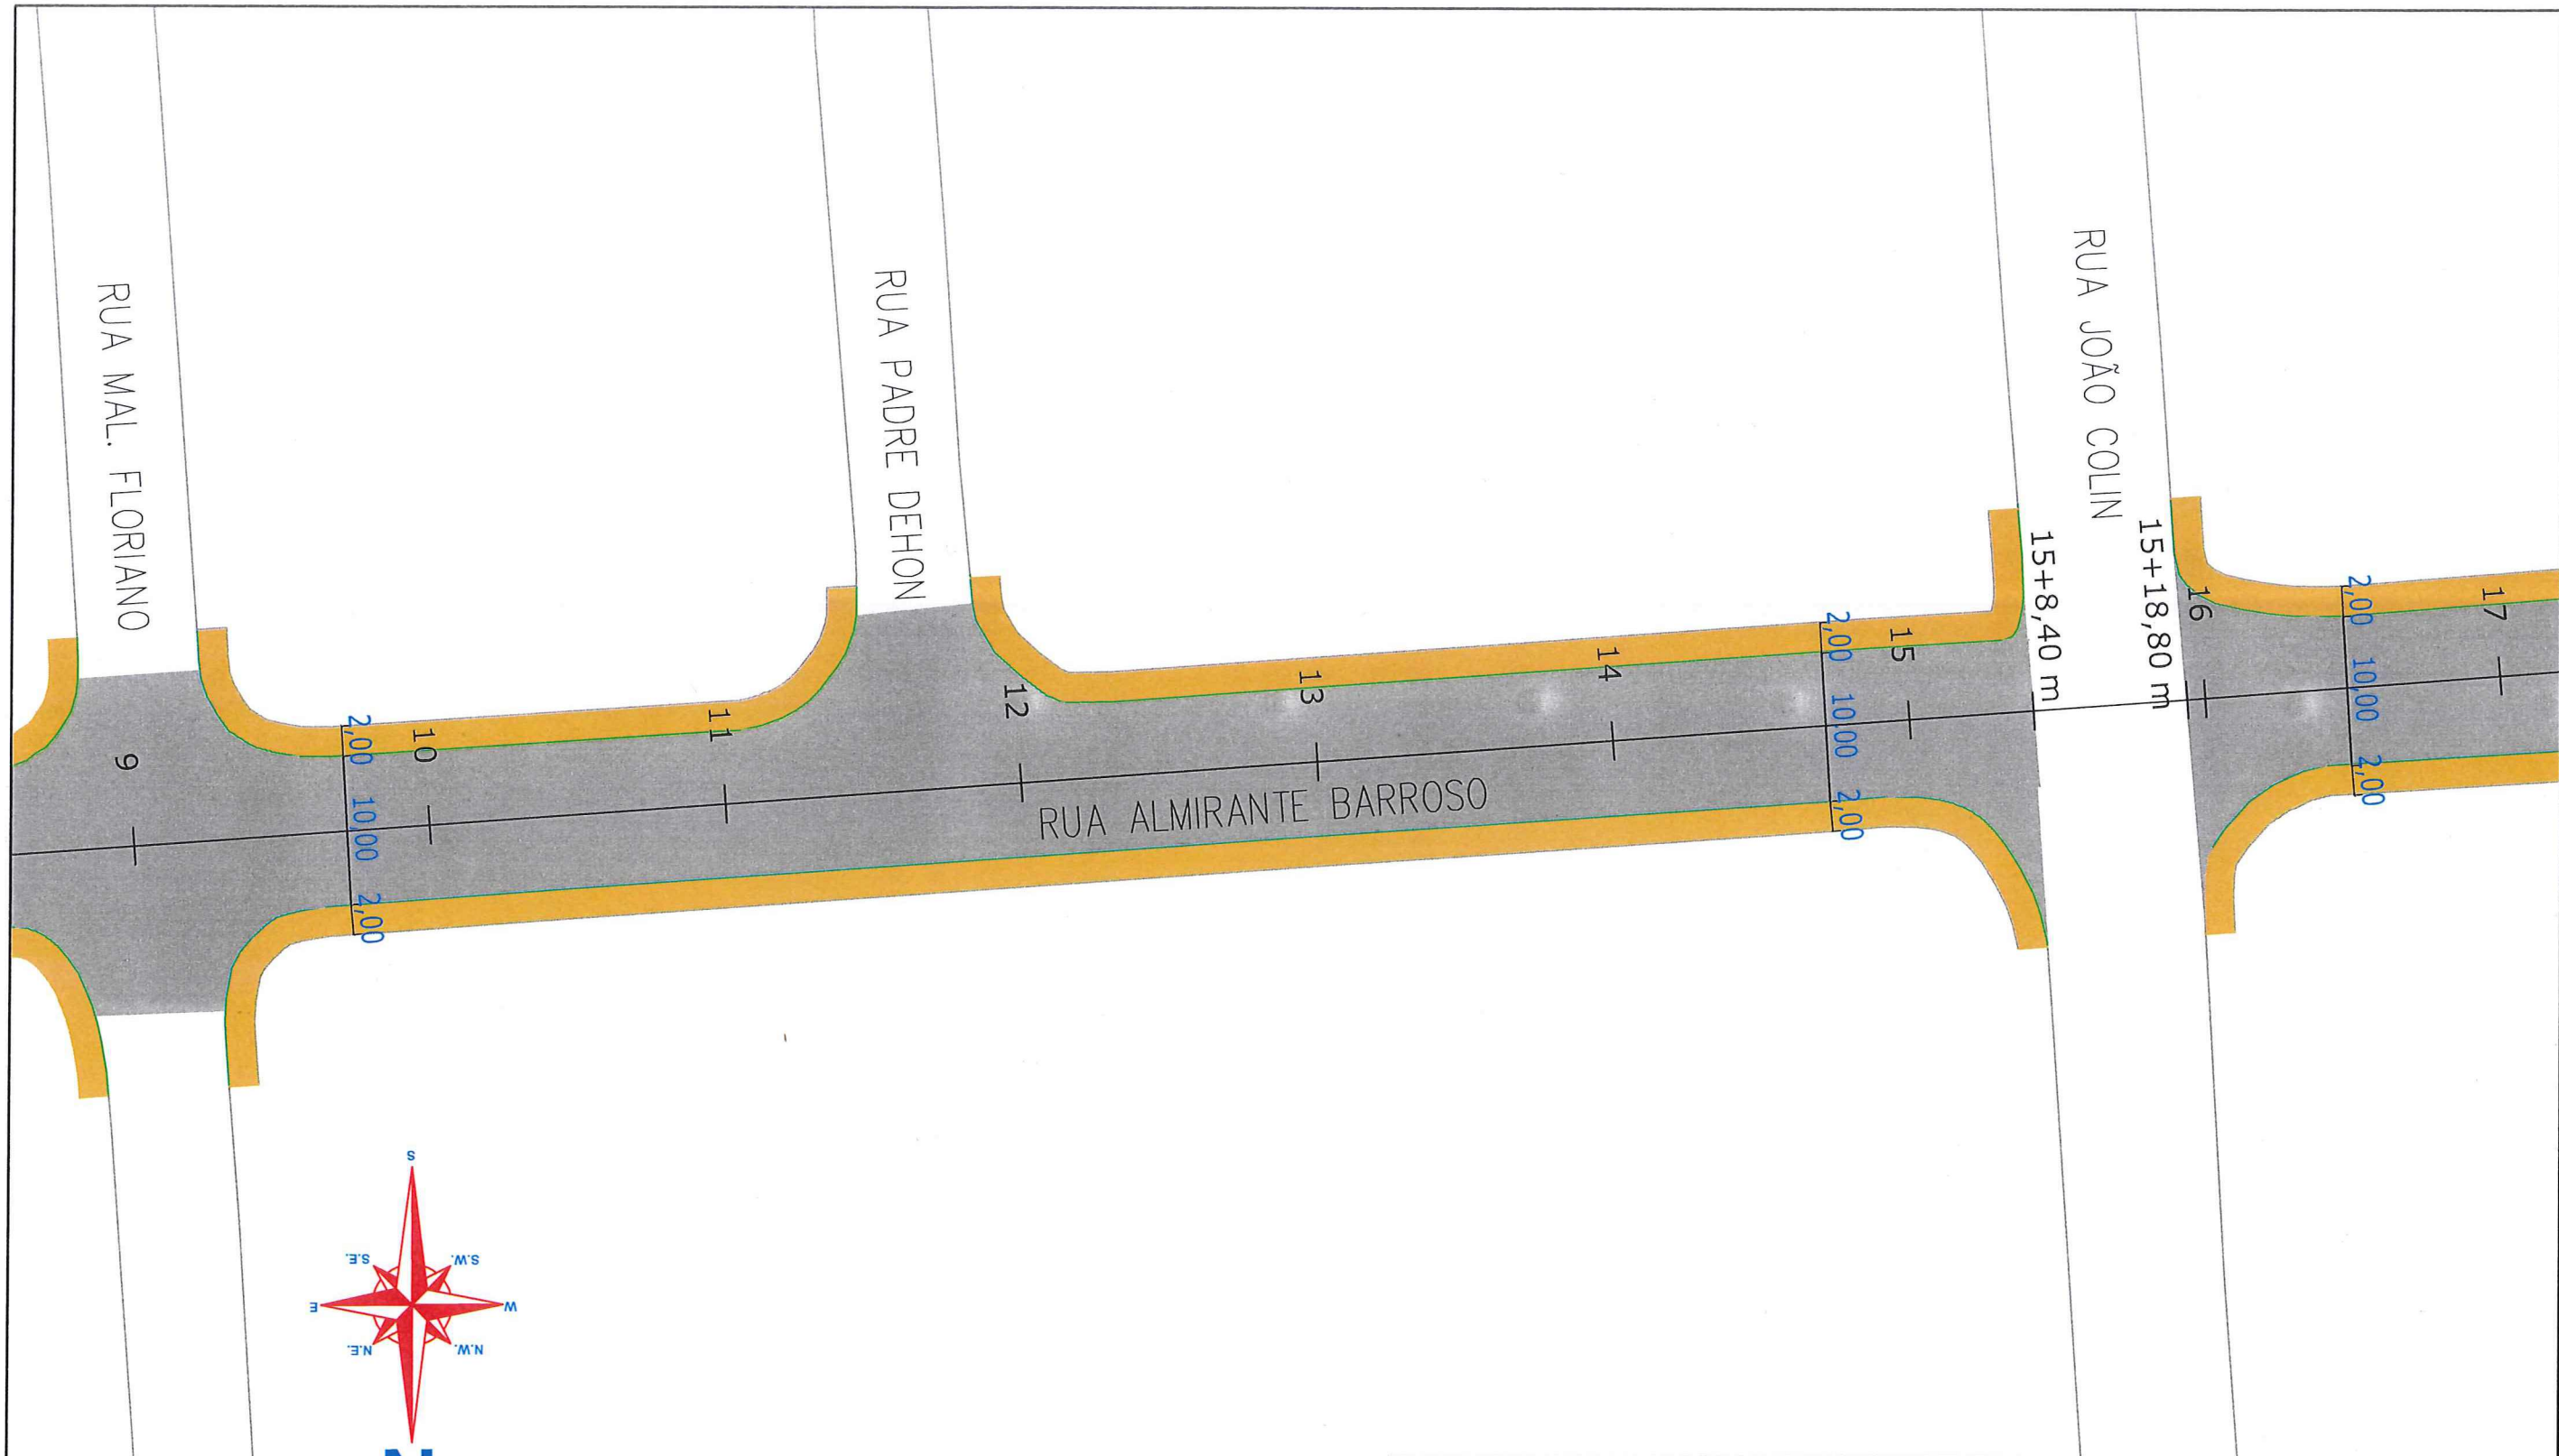 RUA MAL. FLORIANO
RUA PADRE DEHON
RUA JOÃO COLIN
15+8,40 m
15+18,80 m
9
10
11
12
13
14
15
16
17
2,00
10,00
2,00
2,00
10,00
2,00
2,00
10,00
2,00
RUA ALMIRANTE BARROSO
S
S.E.
S.W.
E
W
N.E.
N.W.
N